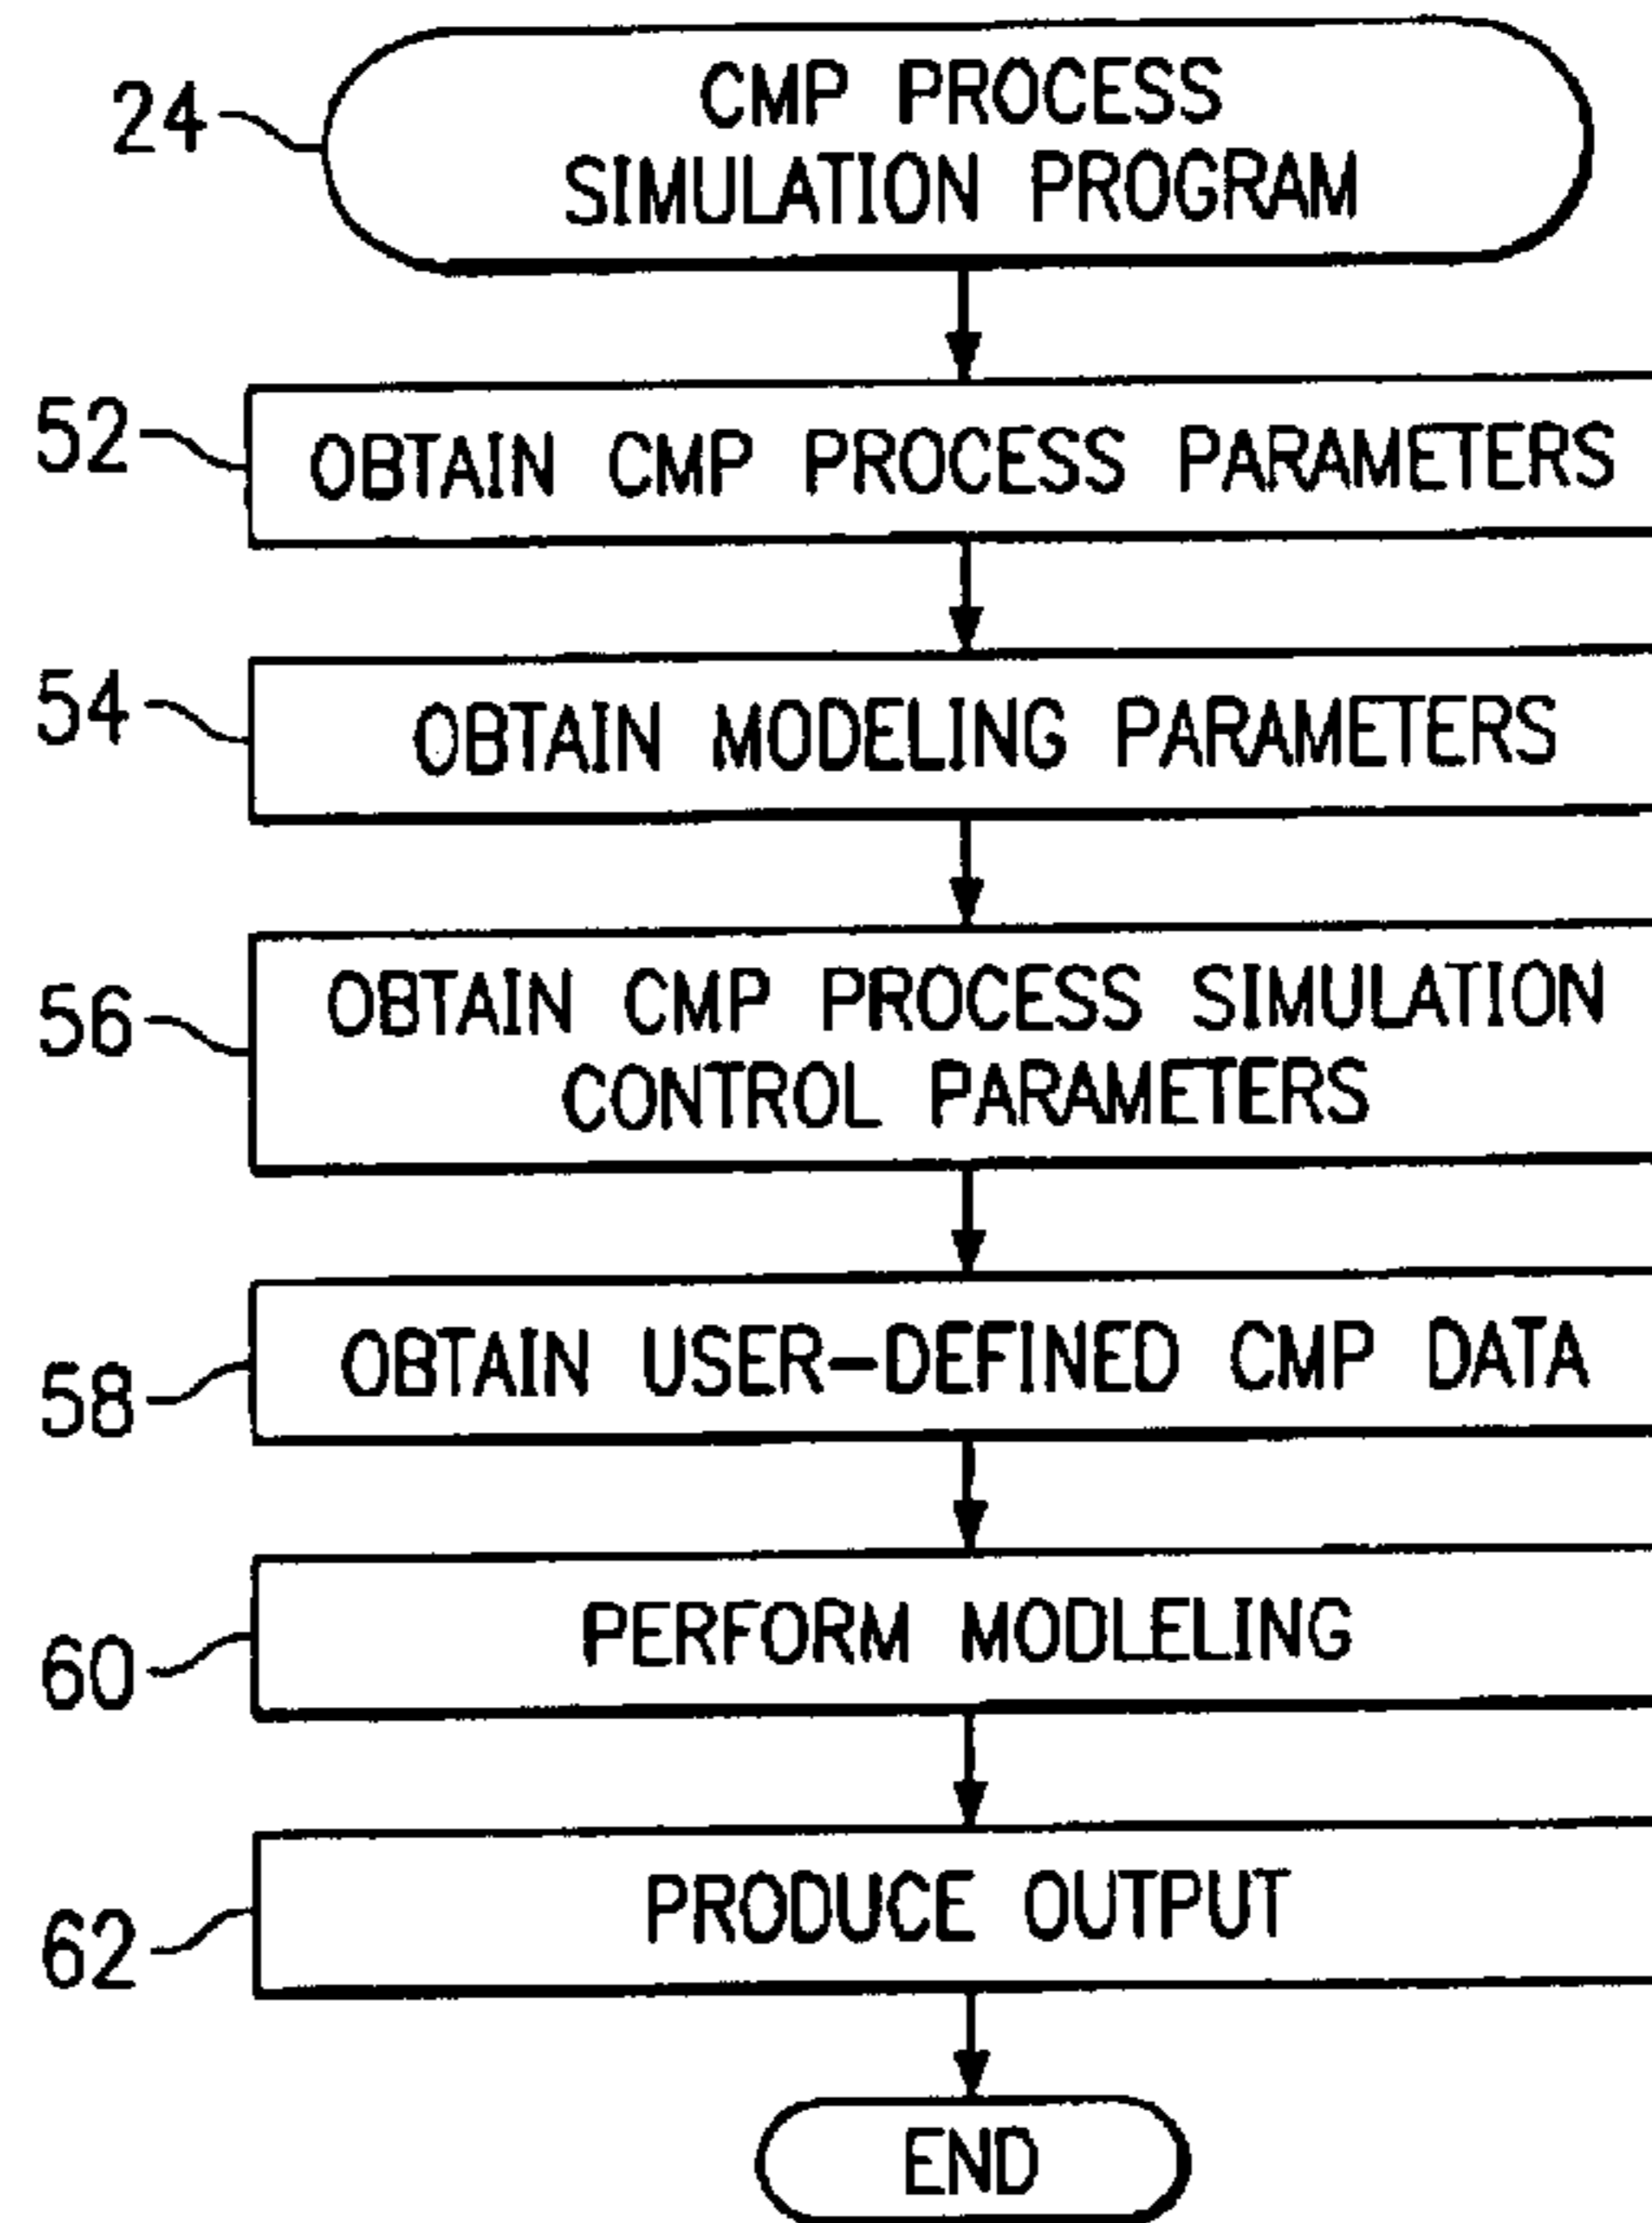 24
CMP PROCESS
SIMULATION PROGRAM
52
OBTAIN CMP PROCESS PARAMETERS
54
OBTAIN MODELING PARAMETERS
56
OBTAIN CMP PROCESS SIMULATION
CONTROL PARAMETERS
58
OBTAIN USER-DEFINED CMP DATA
60
PERFORM MODLELING
62
PRODUCE OUTPUT
END